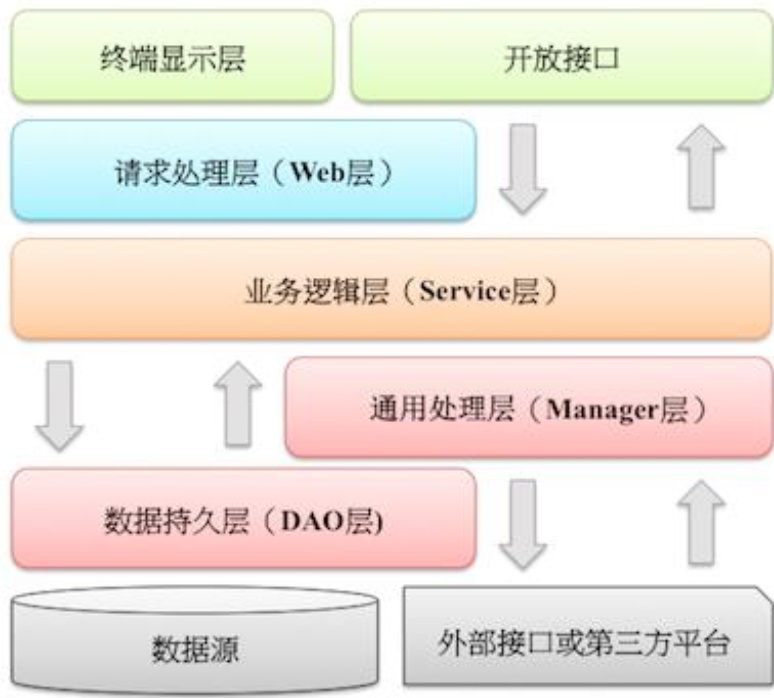 终端显示层
开放接口
请求处理层（Web层）
业务逻辑层（Service层）
通用处理层（Manager层）
数据持久层（DAO层)
数据源
外部接口或第三方平台